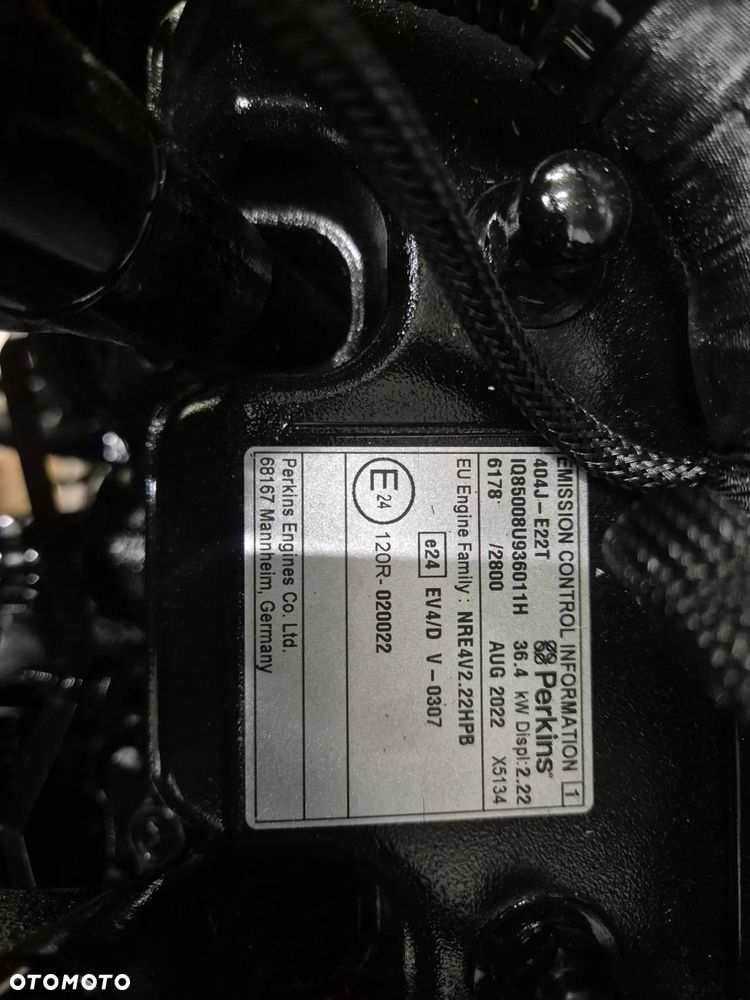 EMISSION CONTROL INFORMATION 1
404J-E22T Perkins®
IQ85008U936011H 36.4 kW Displ:2.22
6178 /2800 AUG 2022 X5134
EU Engine Family: NRE4V2.22HPB
e24 EV4/D V-0307
E 24 120R-020022
Perkins Engines Co. Ltd.
68167 Mannheim, Germany
OTOMOTO